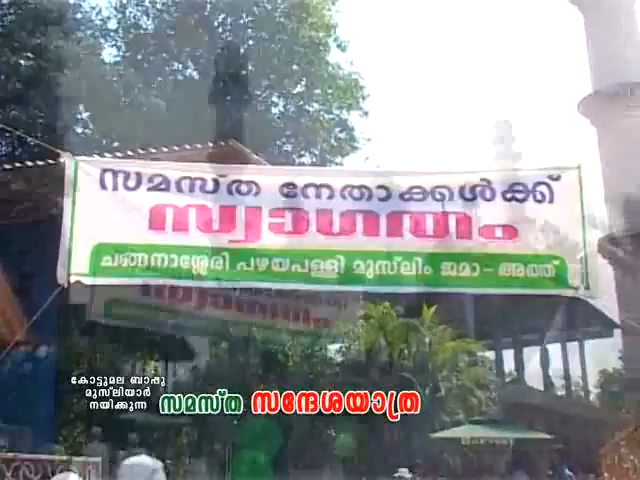 സമസ്ത നേതാക്കൾക്ക്
സ്വാഗതം
ചങ്ങനാശ്ശേരി പഴയപള്ളി മുസ്‌ലിം ജമാ-അത്ത്
കോട്ടുമല ബാപ്പു
മുസ്‌ലിയാർ
നയിക്കുന്ന
സമസ്ത സന്ദേശയാത്ര